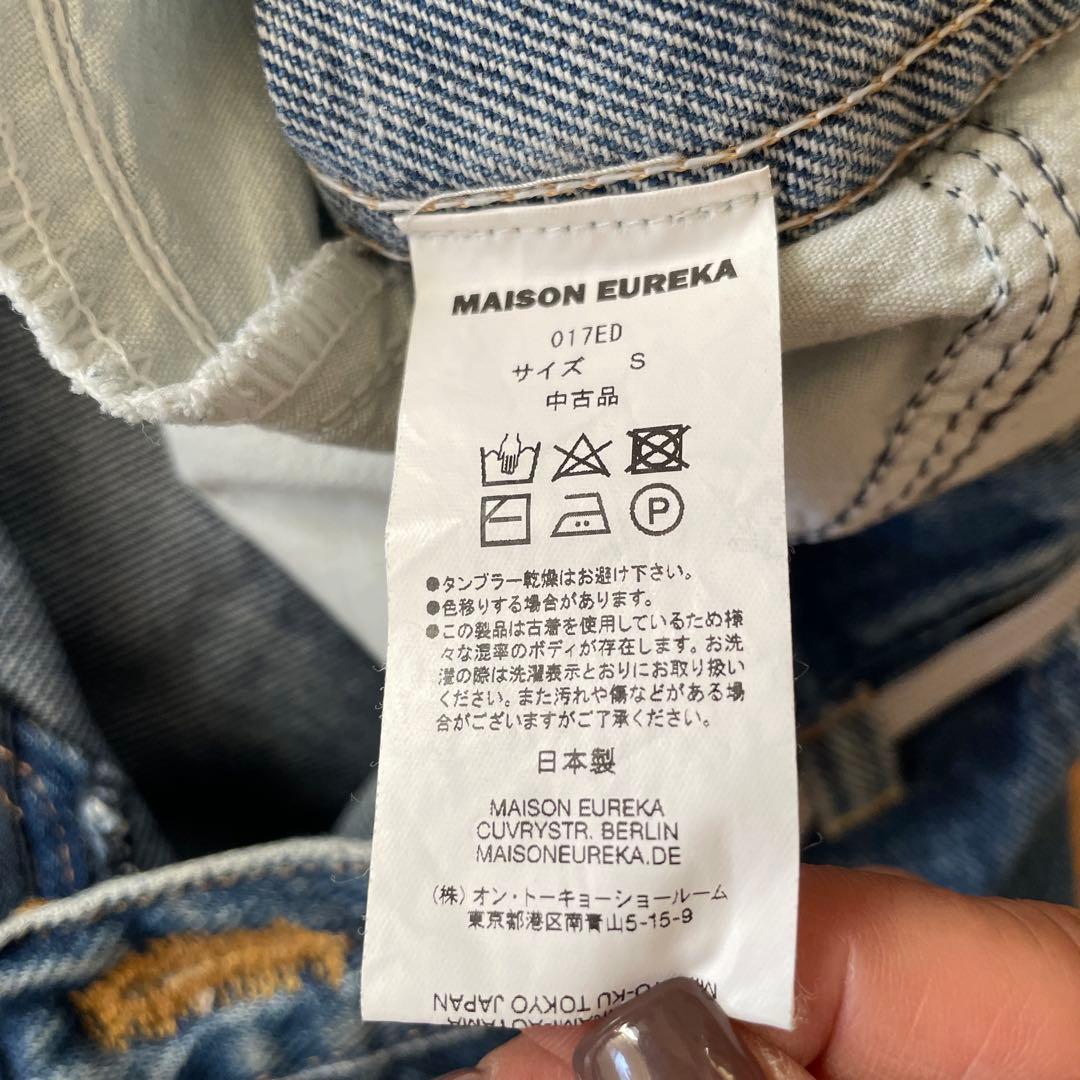 MAISON EUREKA
017ED
サイズ S
中古品
P
●タンブラー乾燥はお避け下さい。
●色移りする場合があります。
●この製品は古着を使用しているため様
々な混率のボディが存在します。お洗
濯の際は洗濯表示とおりにお取り扱い
ください。また汚れや傷などがある場
合がございますがご了承ください。
日本製
MAISON EUREKA
CUVRYSTR. BERLIN
MAISONEUREKA.DE
(株)オン・トーキョーショールーム
東京都港区南青山5-15-9
O-KU TOKYO JAPAN